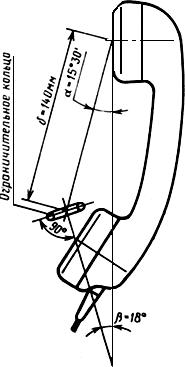 Ограничительное кольцо
δ=140мм
α=15°30'
90°
β=18°